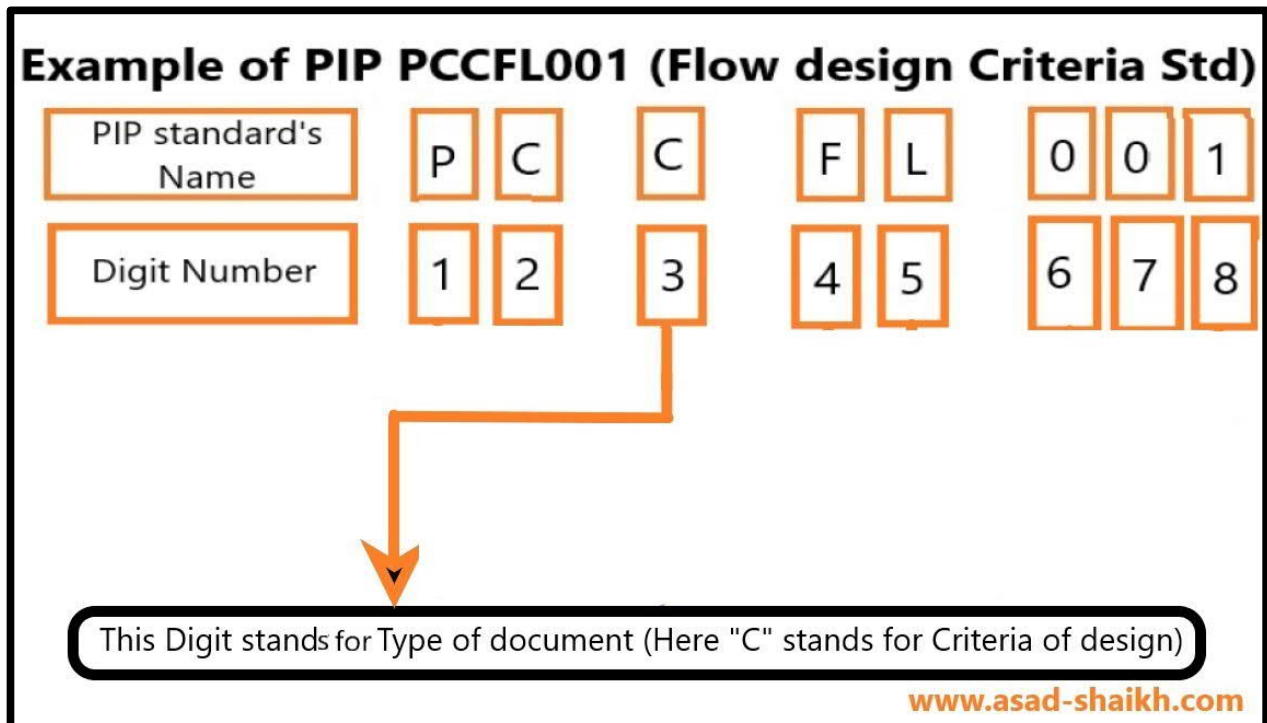 Example of PIP PCCFL001 (Flow design Criteria Std)
PIP standard's
Name
P C C F L 0 0 1
Digit Number 1 2 3 4 5 6 7 8
This Digit stands for Type of document (Here "C" stands for Criteria of design)
www.asad-shaikh.com